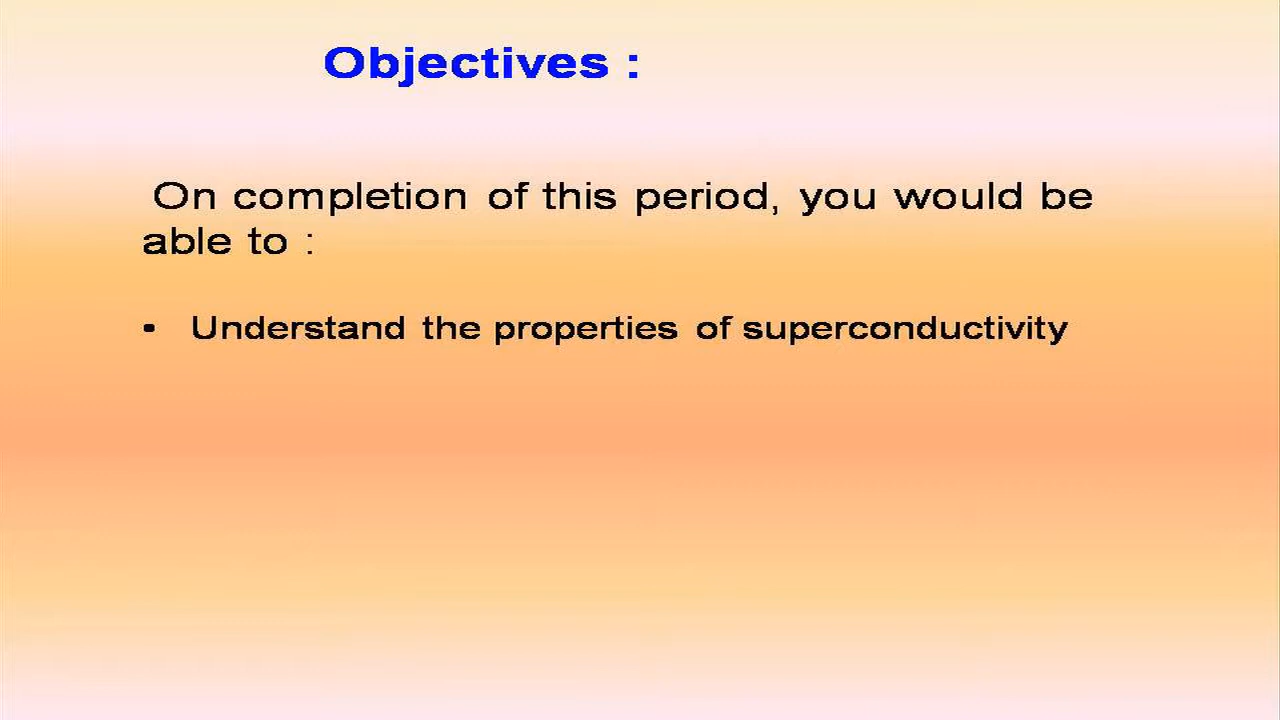 Objectives :
On completion of this period, you would be
able to :
• Understand the properties of superconductivity